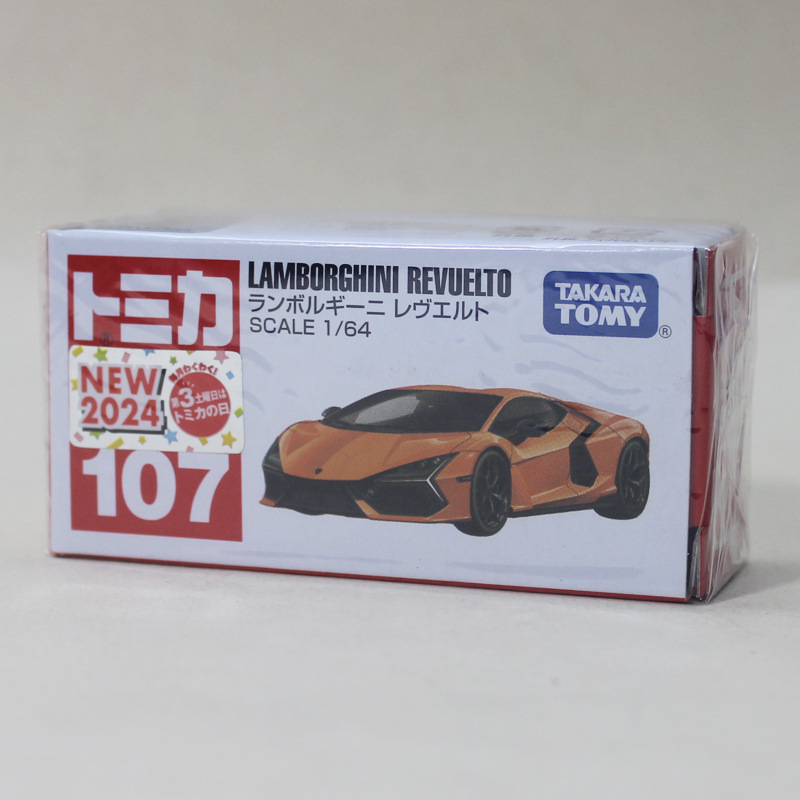 トミカ
LAMBORGHINI REVUELTO
ランボルギーニ レヴエルト
SCALE 1/64
TAKARA
TOMY
®
®
NEW
2024
毎月わくわく!
第3土曜日は
トミカの日
107